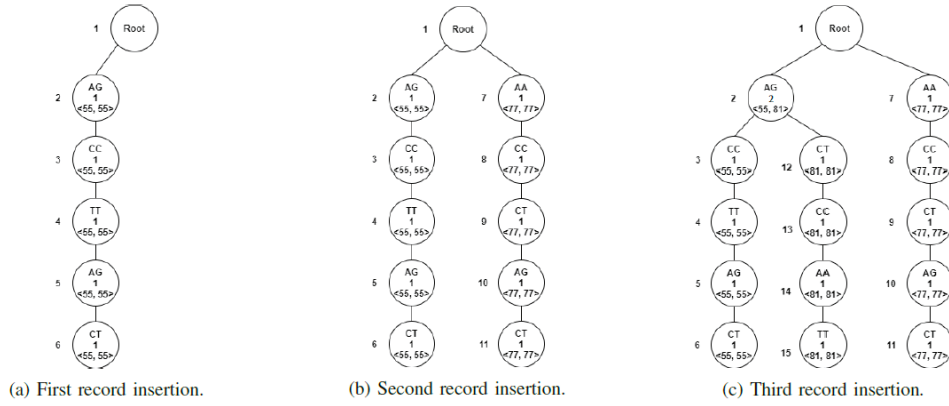 1 Root
2 AG
1
<55, 55>
3 CC
1
<55, 55>
4 TT
1
<55, 55>
5 AG
1
<55, 55>
6 CT
1
<55, 55>
(a) First record insertion.
1 Root
2 AG
1
<55, 55>
3 CC
1
<55, 55>
4 TT
1
<55, 55>
5 AG
1
<55, 55>
6 CT
1
<55, 55>
7 AA
1
<77, 77>
8 CC
1
<77, 77>
9 CT
1
<77, 77>
10 AG
1
<77, 77>
11 CT
1
<77, 77>
(b) Second record insertion.
1 Root
2 AG
2
<55, 81>
3 CC
1
<55, 55>
4 TT
1
<55, 55>
5 AG
1
<55, 55>
6 CT
1
<55, 55>
12 CT
1
<81, 81>
13 CC
1
<81, 81>
14 AA
1
<81, 81>
15 TT
1
<81, 81>
7 AA
1
<77, 77>
8 CC
1
<77, 77>
9 CT
1
<77, 77>
10 AG
1
<77, 77>
11 CT
1
<77, 77>
(c) Third record insertion.